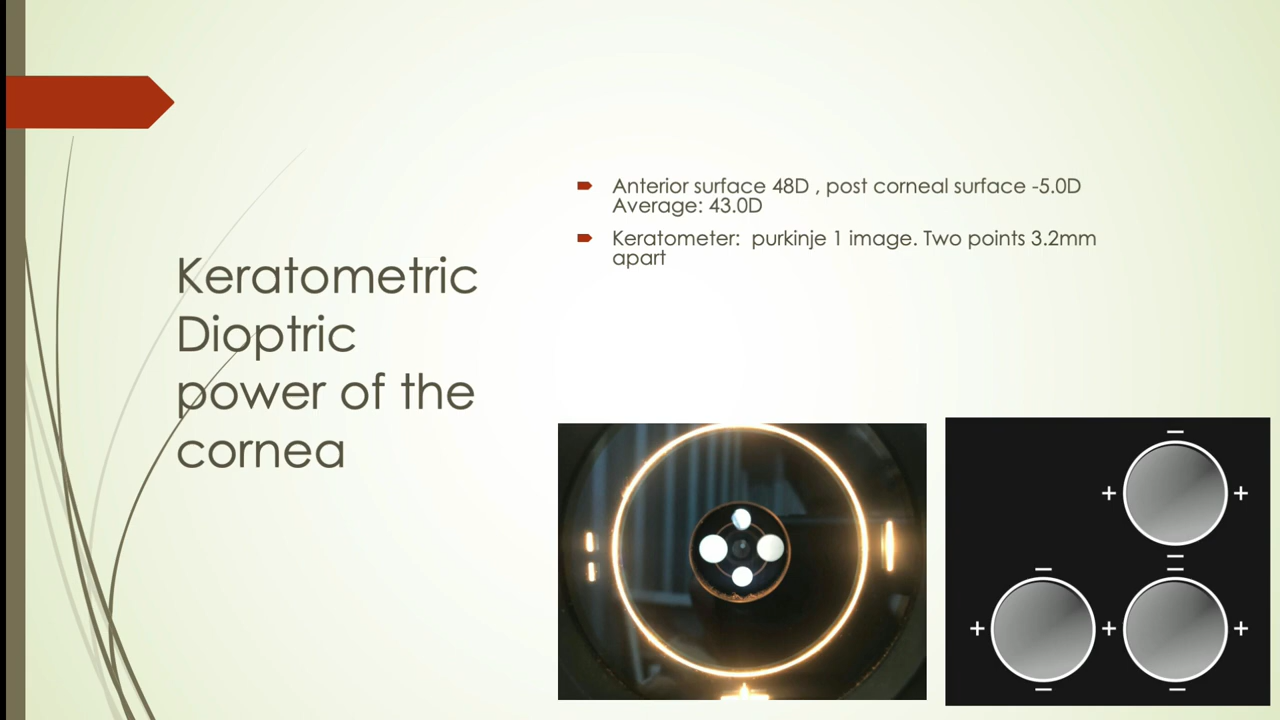 Keratometric
Dioptric
power of the
cornea
Anterior surface 48D , post corneal surface -5.0D
Average: 43.0D
Keratometer:  purkinje 1 image. Two points 3.2mm
apart